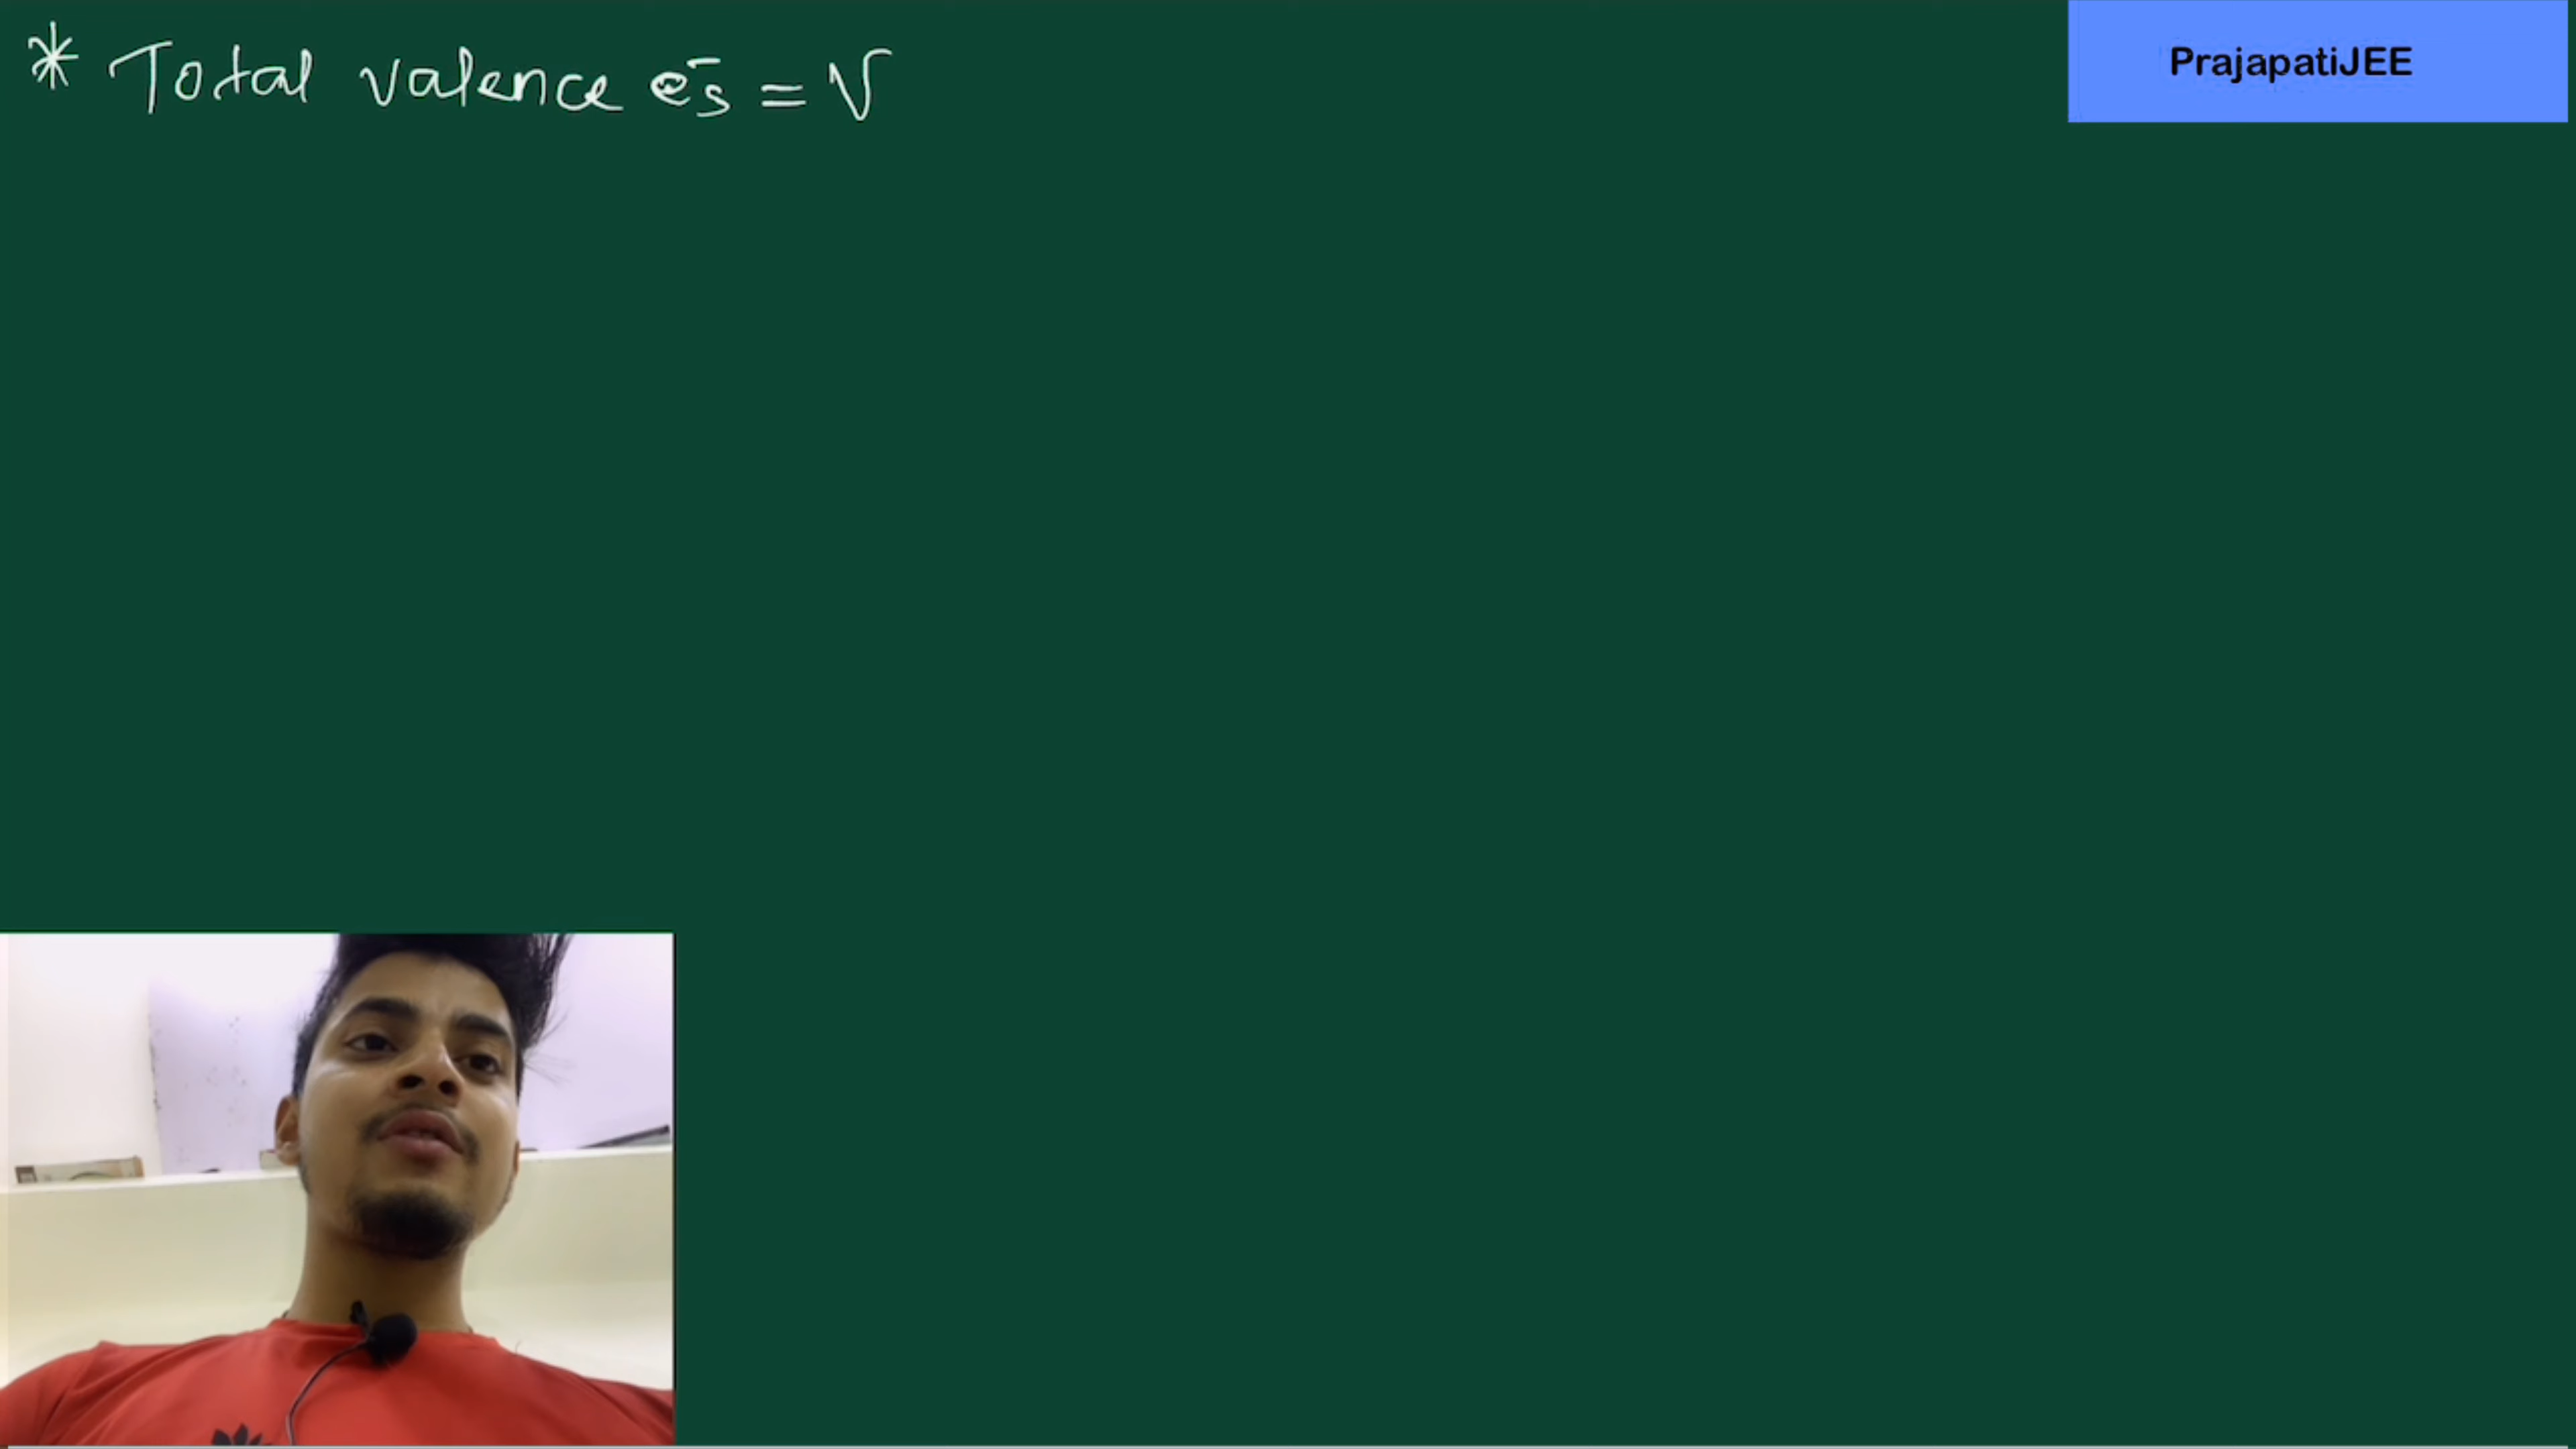 * Total valence e⁻s = V
PrajapatiJEE